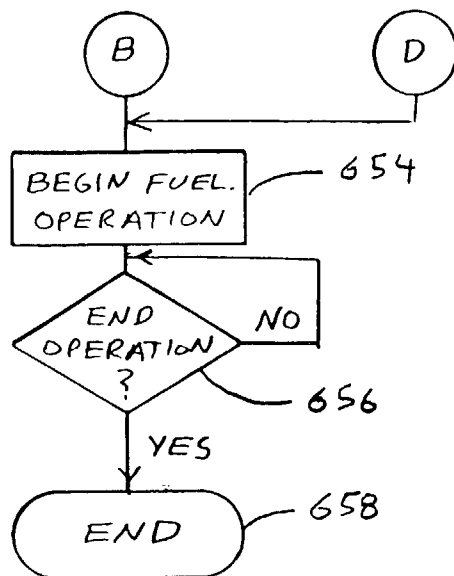 B
D
BEGIN FUEL.
OPERATION
654
END
OPERATION
?
NO
656
YES
END
658